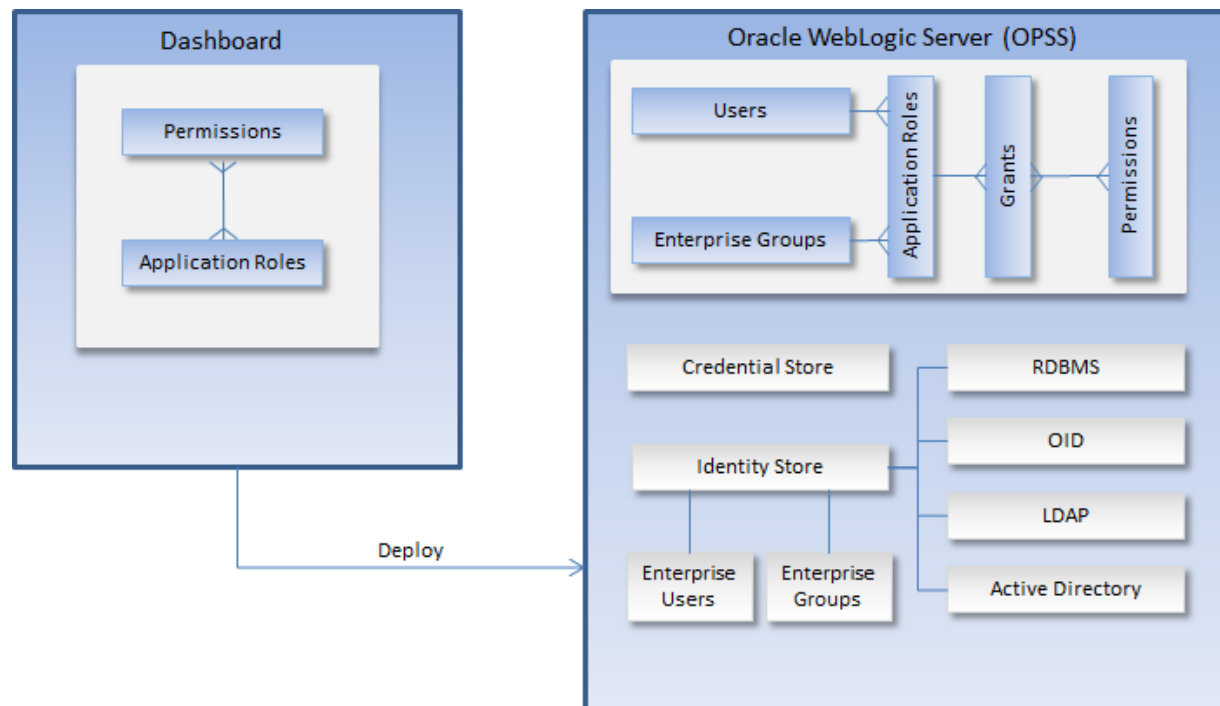 Dashboard
Permissions
Application Roles
Deploy
Oracle WebLogic Server (OPSS)
Users
Enterprise Groups
Application Roles
Grants
Permissions
Credential Store
Identity Store
Enterprise
Users
Enterprise
Groups
RDBMS
OID
LDAP
Active Directory